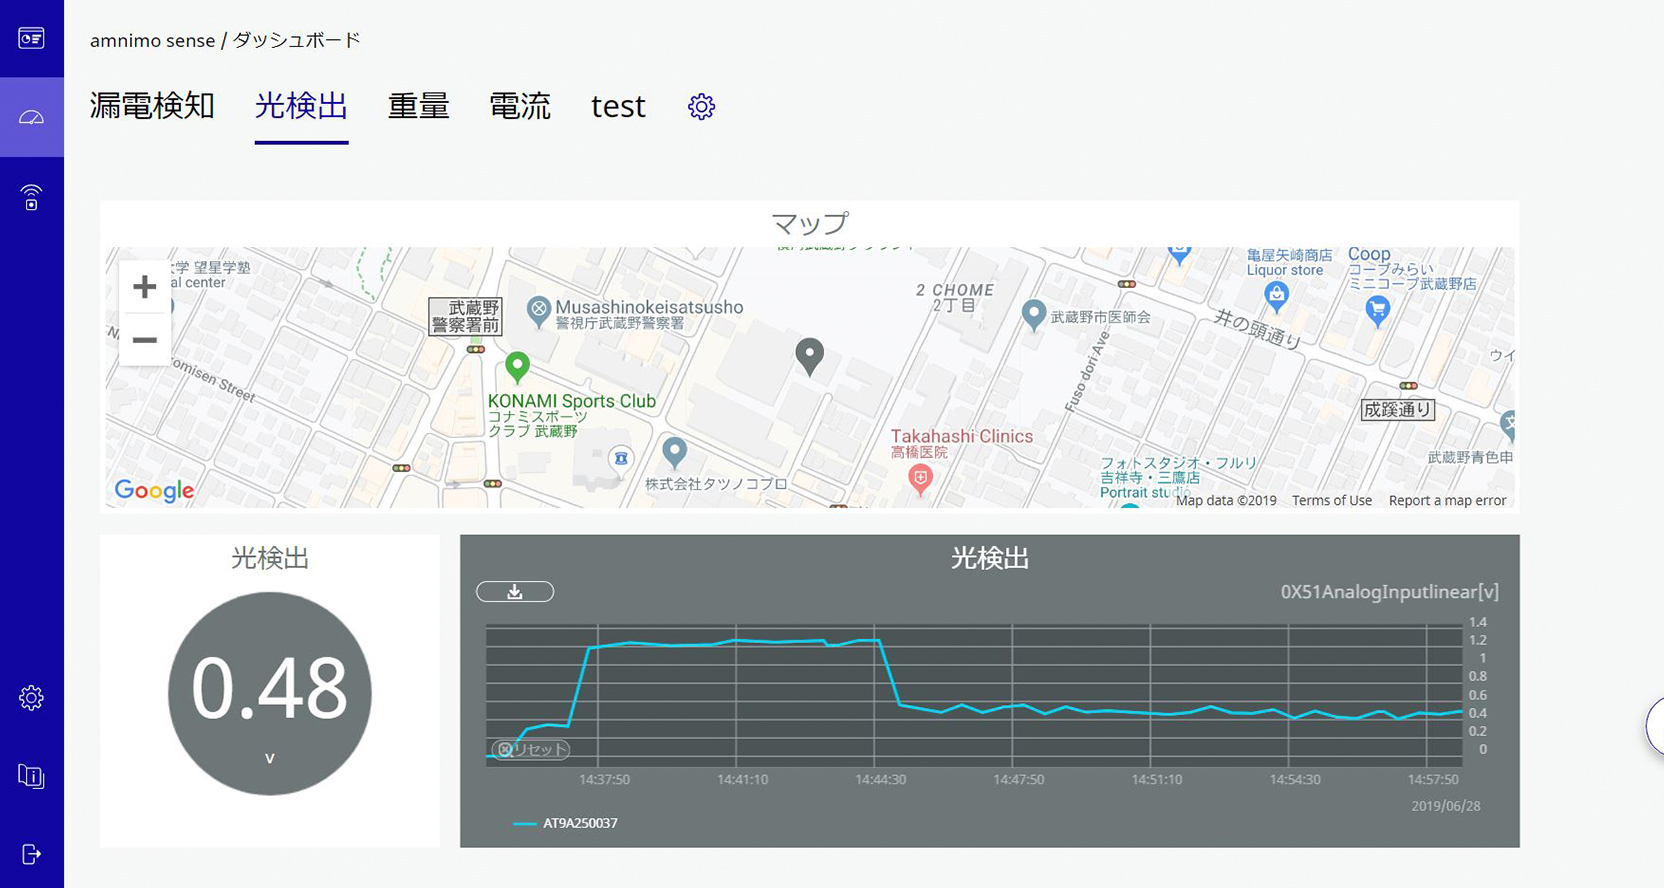 amnimo sense / ダッシュボード
漏電検知 光検出 重量 電流 test
マップ
大学 望星学塾
al center
武蔵野
警察署前
Musashinokeisatsusho
警視庁武蔵野警察署
2 CHOME
2丁目
武蔵野市医師会
亀屋矢崎商店
Liquor store
Coop
コープみらい
ミニコープ武蔵野店
井の頭通り
Fuso dori Ave
omisen Street
KONAMI Sports Club
コナミスポーツ
クラブ 武蔵野
成蹊通り
Takahashi Clinics
高橋医院
株式会社タツノコプロ
フォトスタジオ・フルリ
吉祥寺・三鷹店
Portrait studio
武蔵野青色申
Google
Map data ©2019 Terms of Use Report a map error
光検出
0.48
v
光検出
0X51AnalogInputlinear[v]
1.4
1.2
1
0.8
0.6
0.4
0.2
0
リセット
14:37:50 14:41:10 14:44:30 14:47:50 14:51:10 14:54:30 14:57:50
2019/06/28
AT9A250037